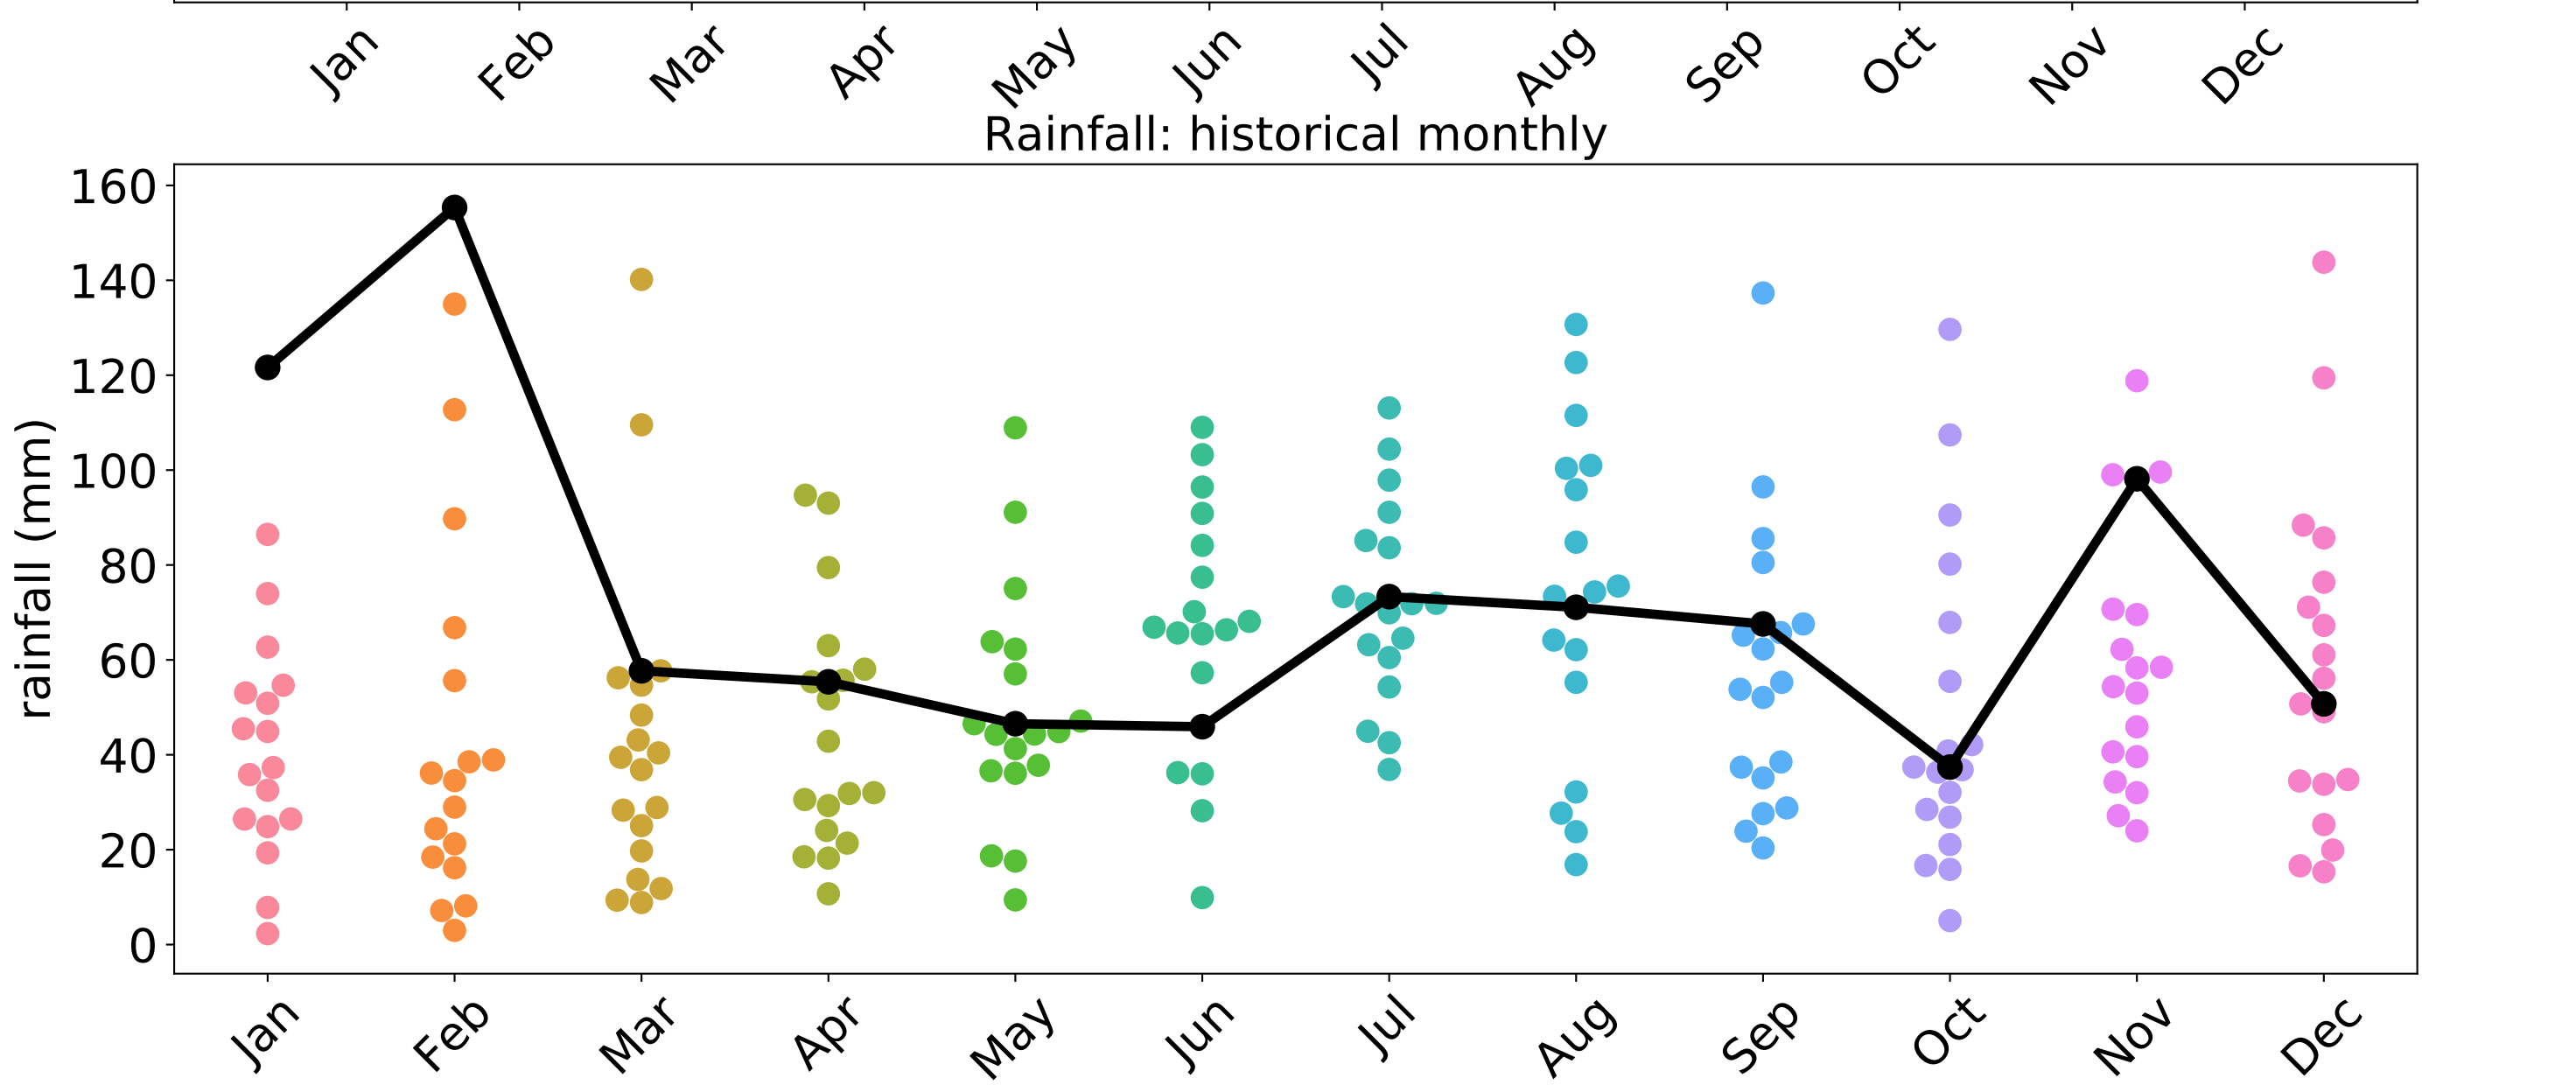 Jan Feb Mar Apr May Jun Jul Aug Sep Oct Nov Dec
Rainfall: historical monthly
rainfall (mm)
160
140
120
100
80
60
40
20
0
Jan Feb Mar Apr May Jun Jul Aug Sep Oct Nov Dec